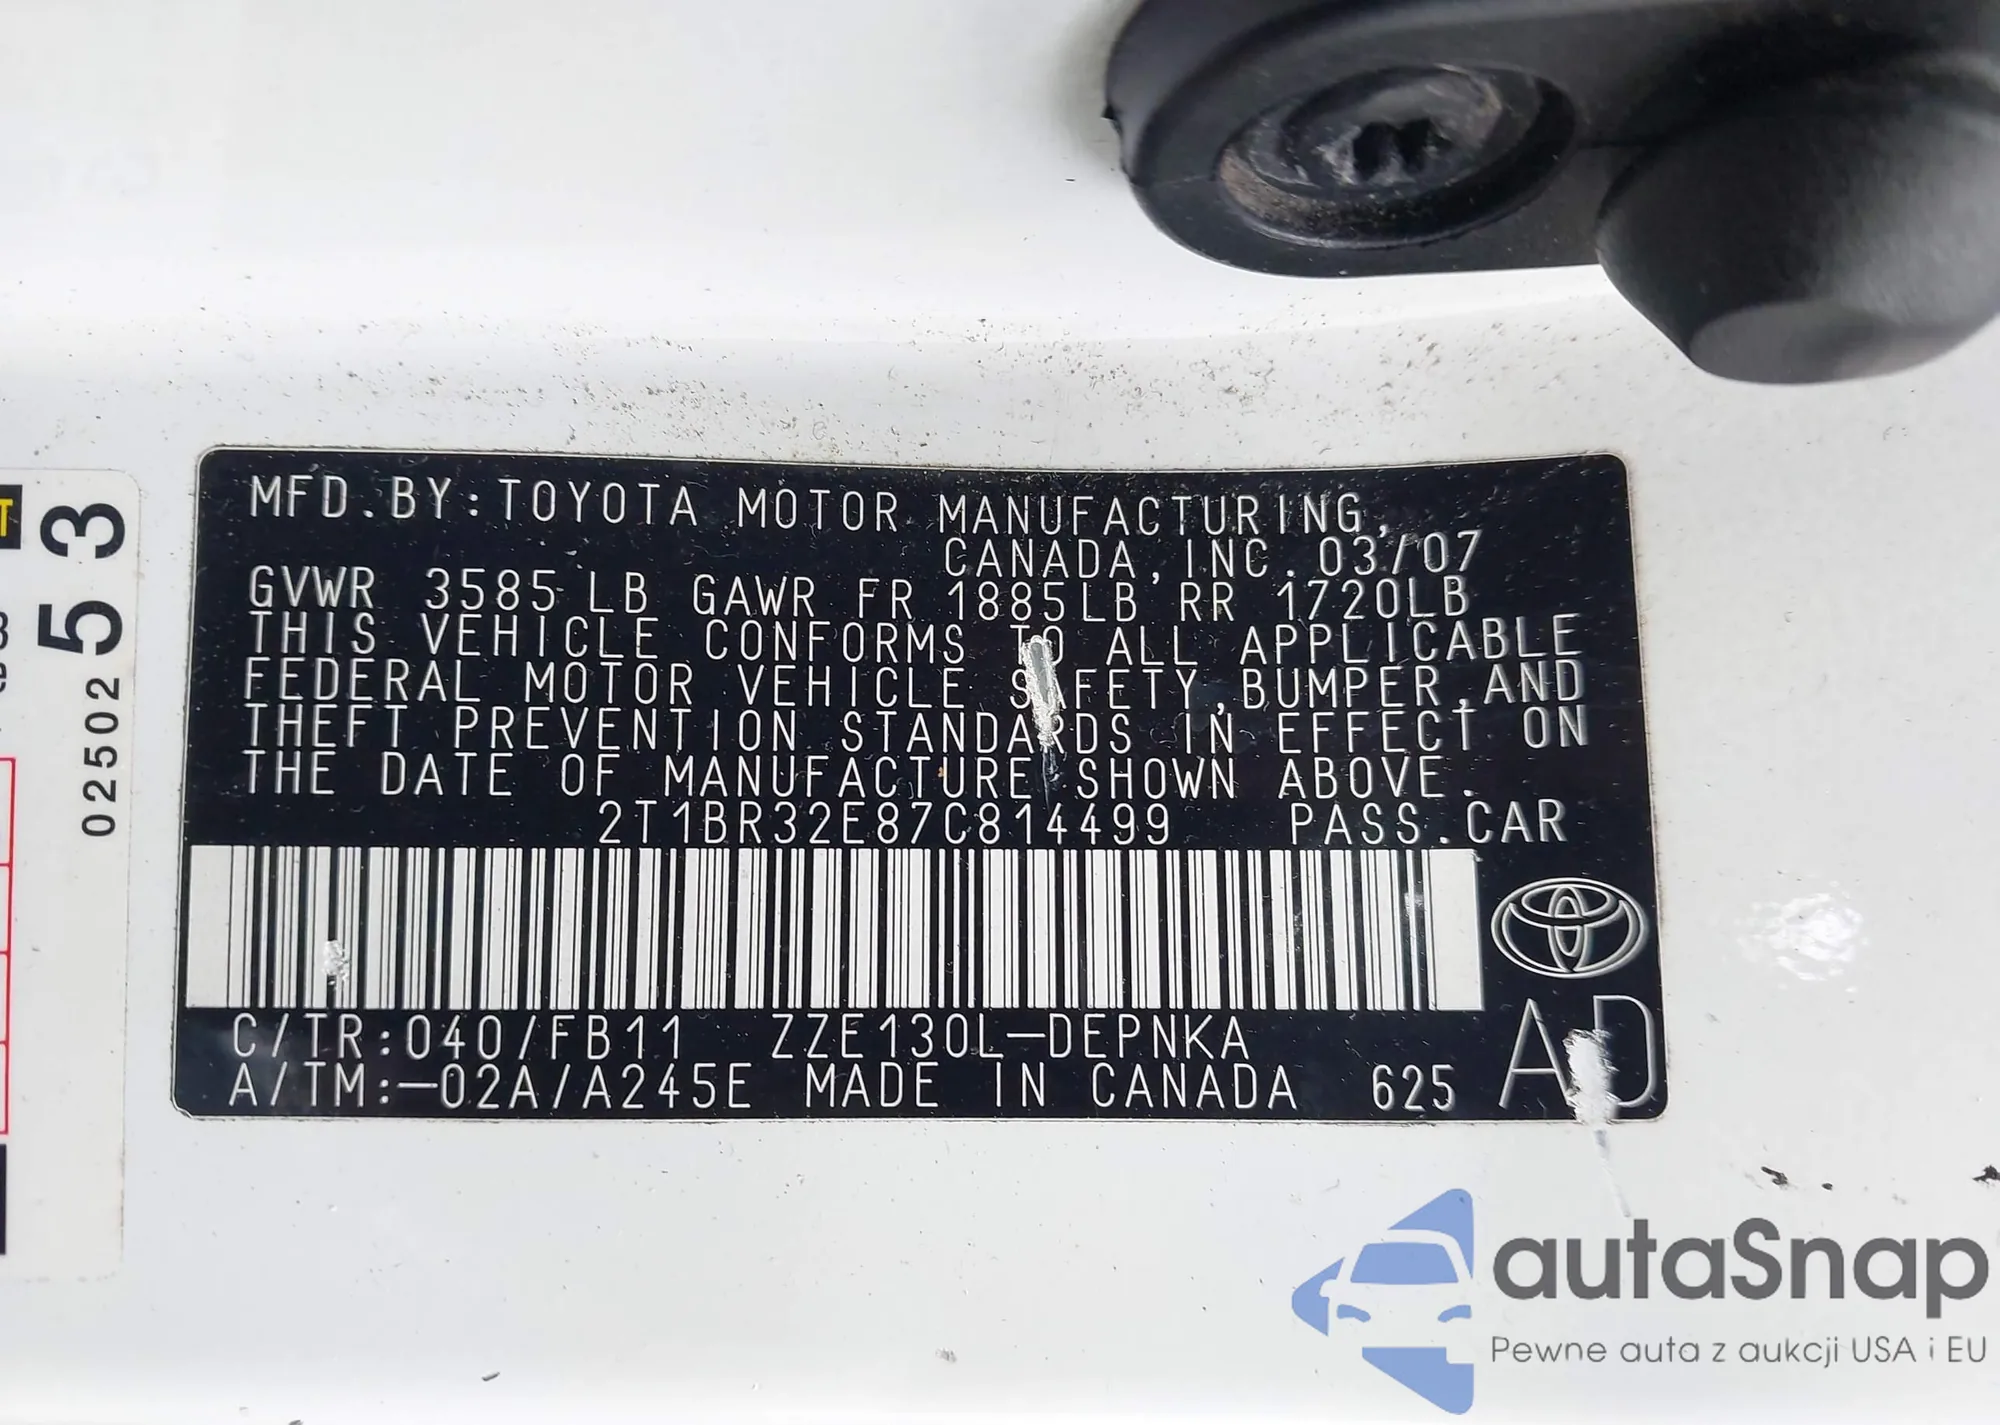 MFD.BY:TOYOTA MOTOR MANUFACTURING,
CANADA,INC. 03/07
GVWR 3585 LB GAWR FR 1885LB RR 1720LB
THIS VEHICLE CONFORMS TO ALL APPLICABLE
FEDERAL MOTOR VEHICLE SAFETY,BUMPER,AND
THEFT PREVENTION STANDARDS IN EFFECT ON
THE DATE OF MANUFACTURE SHOWN ABOVE.
2T1BR32E87C814499 PASS.CAR
C/TR:040/FB11 ZZE130L-DEPNKA
A/TM:-02A/A245E MADE IN CANADA 625
AD
02502 53
autaSnap
Pewne auta z aukcji USA i EU